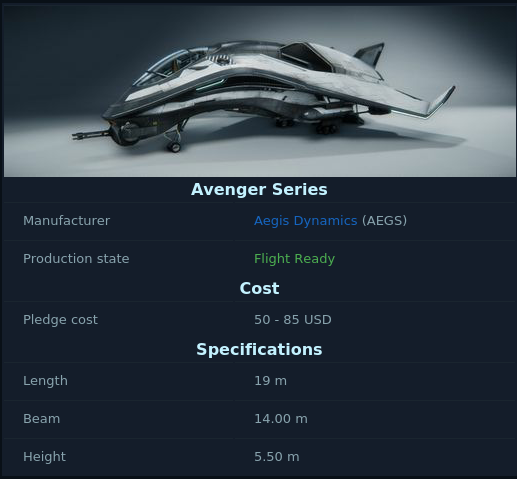 Avenger Series
Manufacturer Aegis Dynamics (AEGS)
Production state Flight Ready
Cost
Pledge cost 50 - 85 USD
Specifications
Length 19 m
Beam 14.00 m
Height 5.50 m